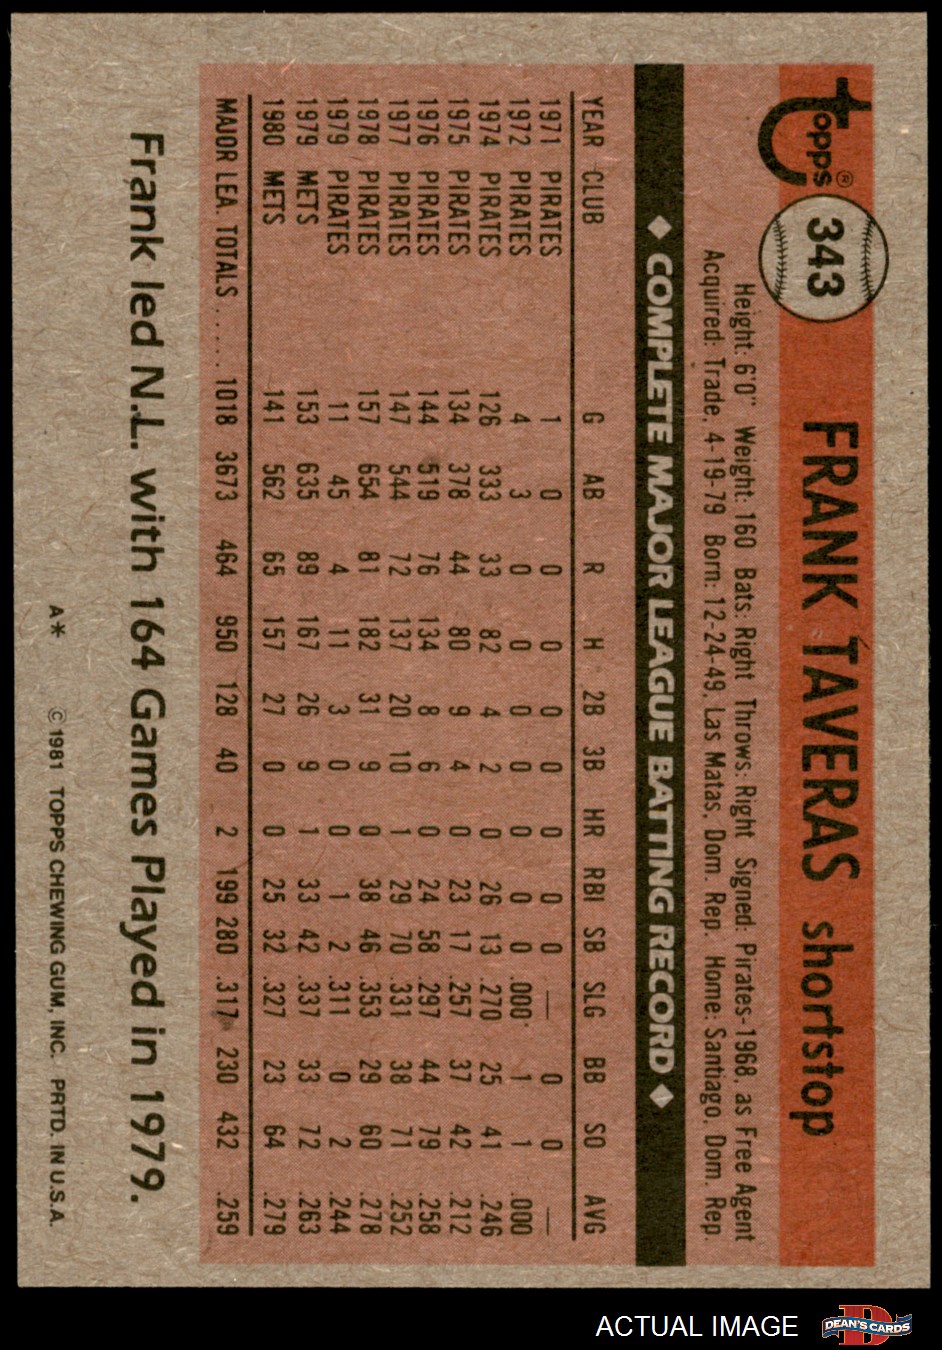 Topps® 343 FRANK TAVERAS shortstop
Height: 6'0" Weight: 160 Bats: Right Throws: Right Signed: Pirates-1968, as Free Agent
Acquired: Trade, 4-19-79 Born: 12-24-49, Las Matas, Dom. Rep. Home: Santiago, Dom. Rep.
◆ COMPLETE MAJOR LEAGUE BATTING RECORD ◆
YEAR CLUB G AB R H 2B 3B HR RBI SB SLG BB SO AVG
1971 PIRATES 1 0 0 0 0 0 0 0 0 — 0 0 —
1972 PIRATES 4 3 0 0 0 0 0 0 0 .000 1 1 .000
1974 PIRATES 126 333 33 82 4 2 0 26 13 .270 25 41 .246
1975 PIRATES 134 378 44 80 9 4 0 23 17 .257 37 42 .212
1976 PIRATES 144 519 76 134 8 6 0 24 58 .297 44 79 .258
1977 PIRATES 147 544 72 137 20 10 1 29 70 .331 38 71 .252
1978 PIRATES 157 654 81 182 31 9 0 38 46 .353 29 60 .278
1979 PIRATES 11 45 4 11 3 0 0 1 2 .311 0 2 .244
1979 METS 153 635 89 167 26 9 1 33 42 .337 33 72 .263
1980 METS 141 562 65 157 27 0 0 25 32 .327 23 64 .279
MAJOR LEA. TOTALS ..... 1018 3673 464 950 128 40 2 199 280 .317 230 432 .259
Frank led N.L. with 164 Games Played in 1979.
A* © 1981 TOPPS CHEWING GUM, INC. PRTD. IN U.S.A.
ACTUAL IMAGE D DEAN'S CARDS